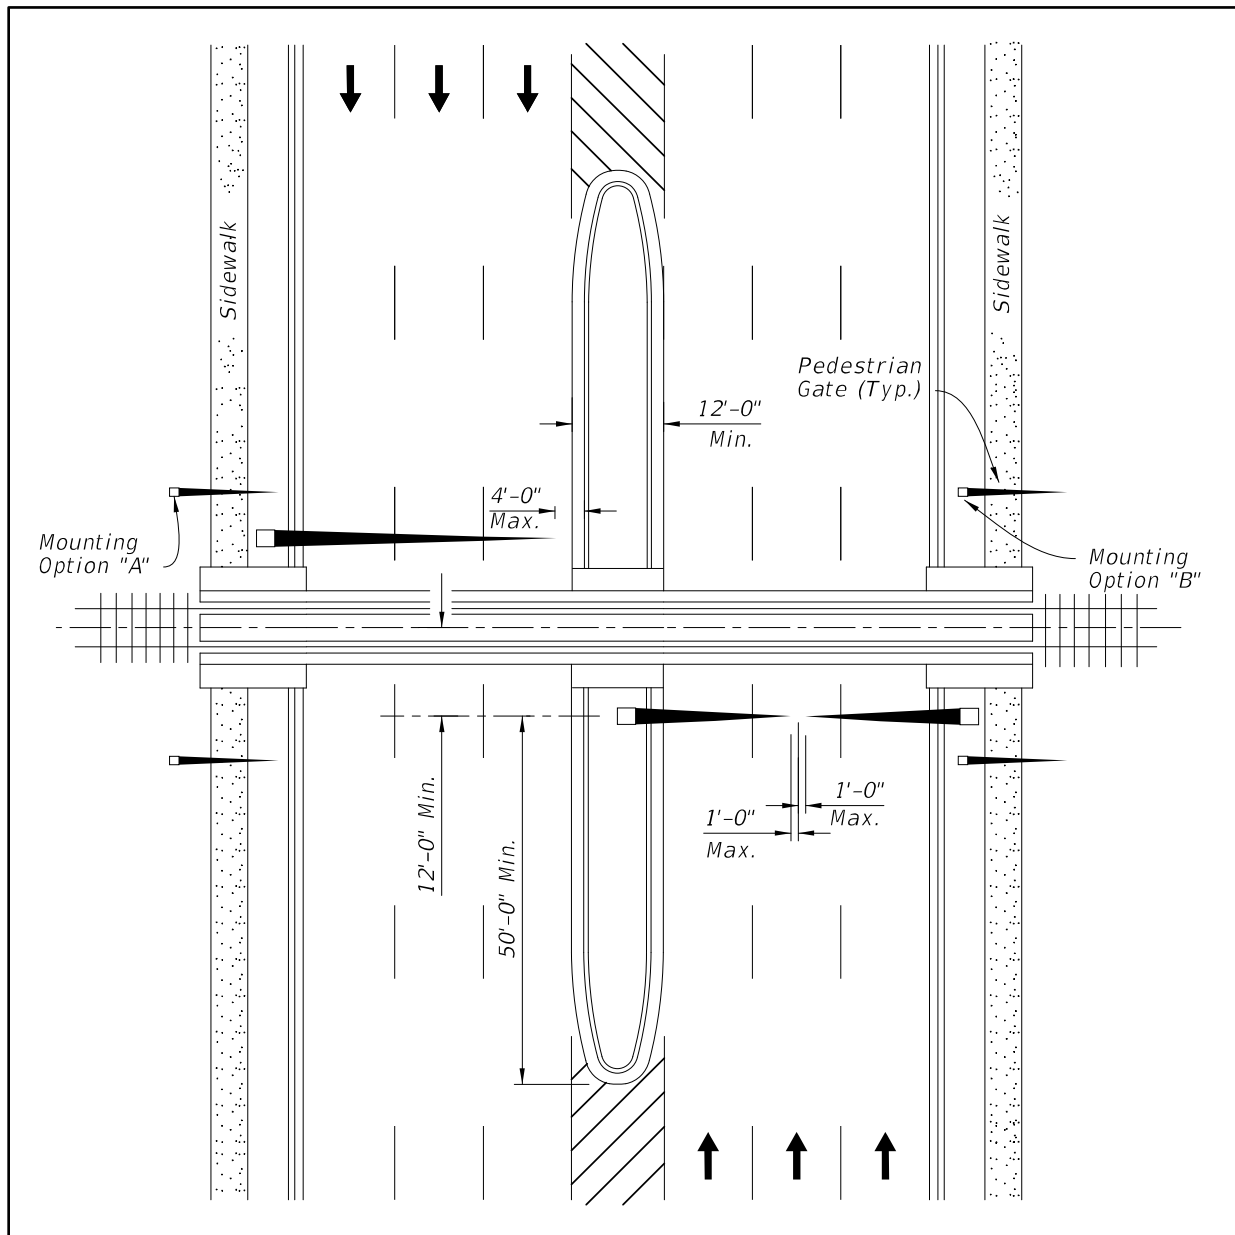 Sidewalk
Sidewalk
Pedestrian
Gate (Typ.)
12'-0"
Min.
4'-0"
Max.
Mounting
Option "A"
Mounting
Option "B"
12'-0" Min.
50'-0" Min.
1'-0"
Max.
1'-0"
Max.